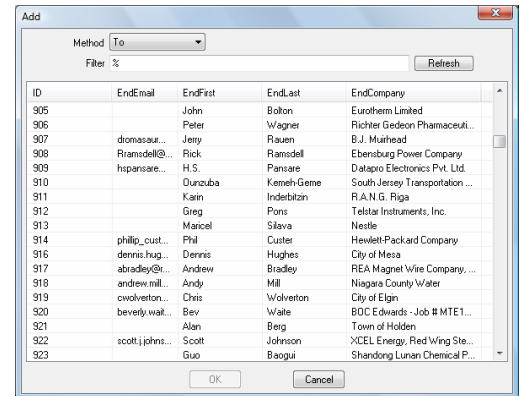 Add
Method To
Filter % Refresh
ID EndEmail EndFirst EndLast EndCompany
905 John Bolton Eurotherm Limited
906 Peter Wagner Richter Gedeon Pharmaceuti...
907 dromasaur... Jerry Rauen B.J. Muirhead
908 Rramsdell@... Rick Ramsdell Ebensburg Power Company
909 hspansare... H.S. Pansare Datapro Electronics Pvt. Ltd.
910 Ounzuba Kemeh-Geme South Jersey Transportation ...
911 Karin Inderbitzin R.A.N.G. Riga
912 Greg Pons Telstar Instruments, Inc.
913 Maricel Silava Nestle
914 phillip_cust... Phil Custer Hewlett-Packard Company
916 dennis.hug... Dennis Hughes City of Mesa
917 abradley@r... Andrew Bradley REA Magnet Wire Company, ...
918 andrew.mill... Andy Mill Niagara County Water
919 cwolverton... Chris Wolverton City of Elgin
920 beverly.wait... Bev Waite BOC Edwards - Job # MTE1...
921 Alan Berg Town of Holden
922 scott.j.johns... Scott Johnson XCEL Energy, Red Wing Ste...
923 Guo Baogui Shandong Lunan Chemical P...
OK Cancel